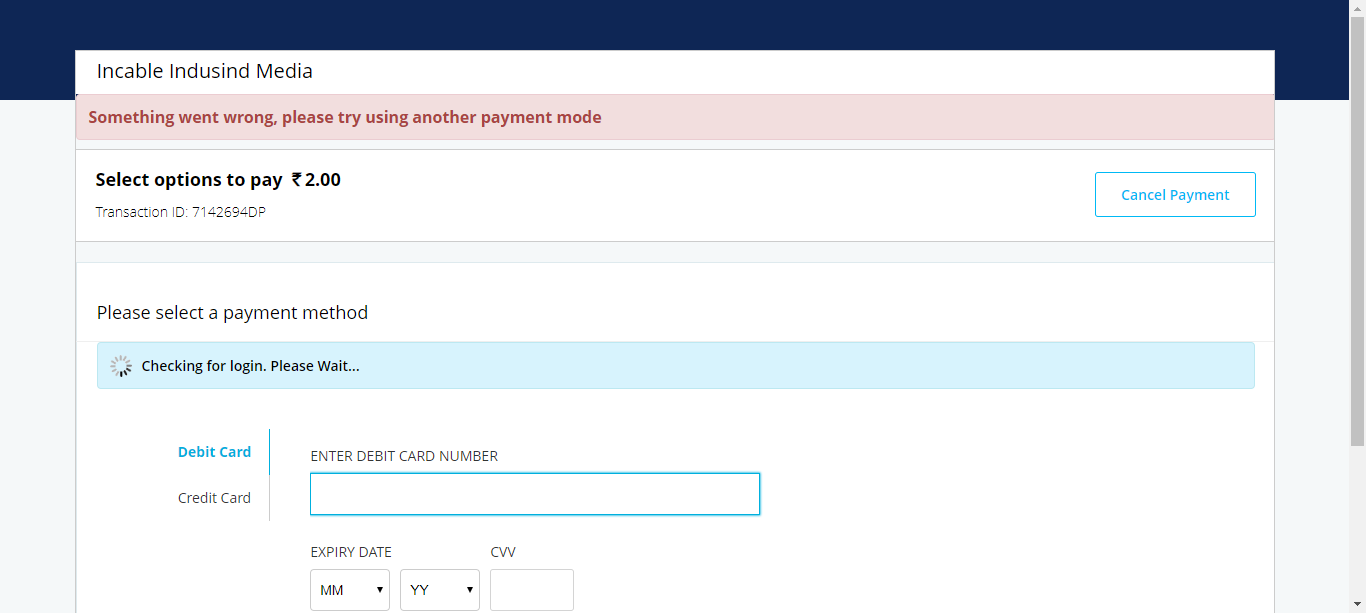 Incable Indusind Media
Something went wrong, please try using another payment mode
Select options to pay ₹ 2.00
Transaction ID: 7142694DP
Cancel Payment
Please select a payment method
Checking for login. Please Wait...
Debit Card
Credit Card
ENTER DEBIT CARD NUMBER
EXPIRY DATE CVV
MM YY